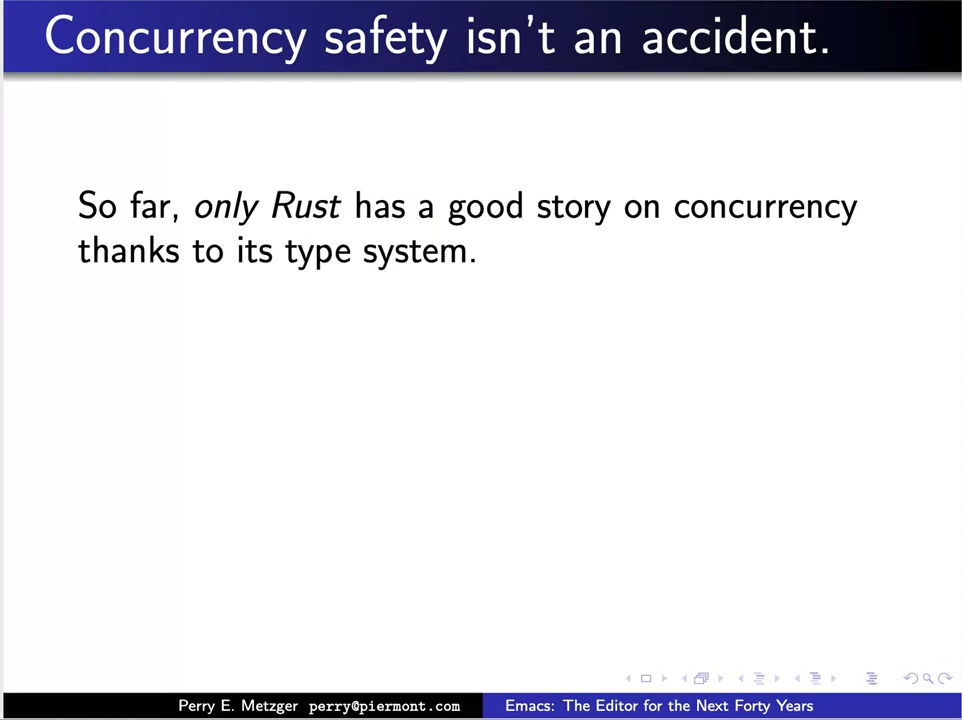 Concurrency safety isn't an accident.
So far, only Rust has a good story on concurrency
thanks to its type system.
Perry E. Metzger perry@piermont.com
Emacs: The Editor for the Next Forty Years